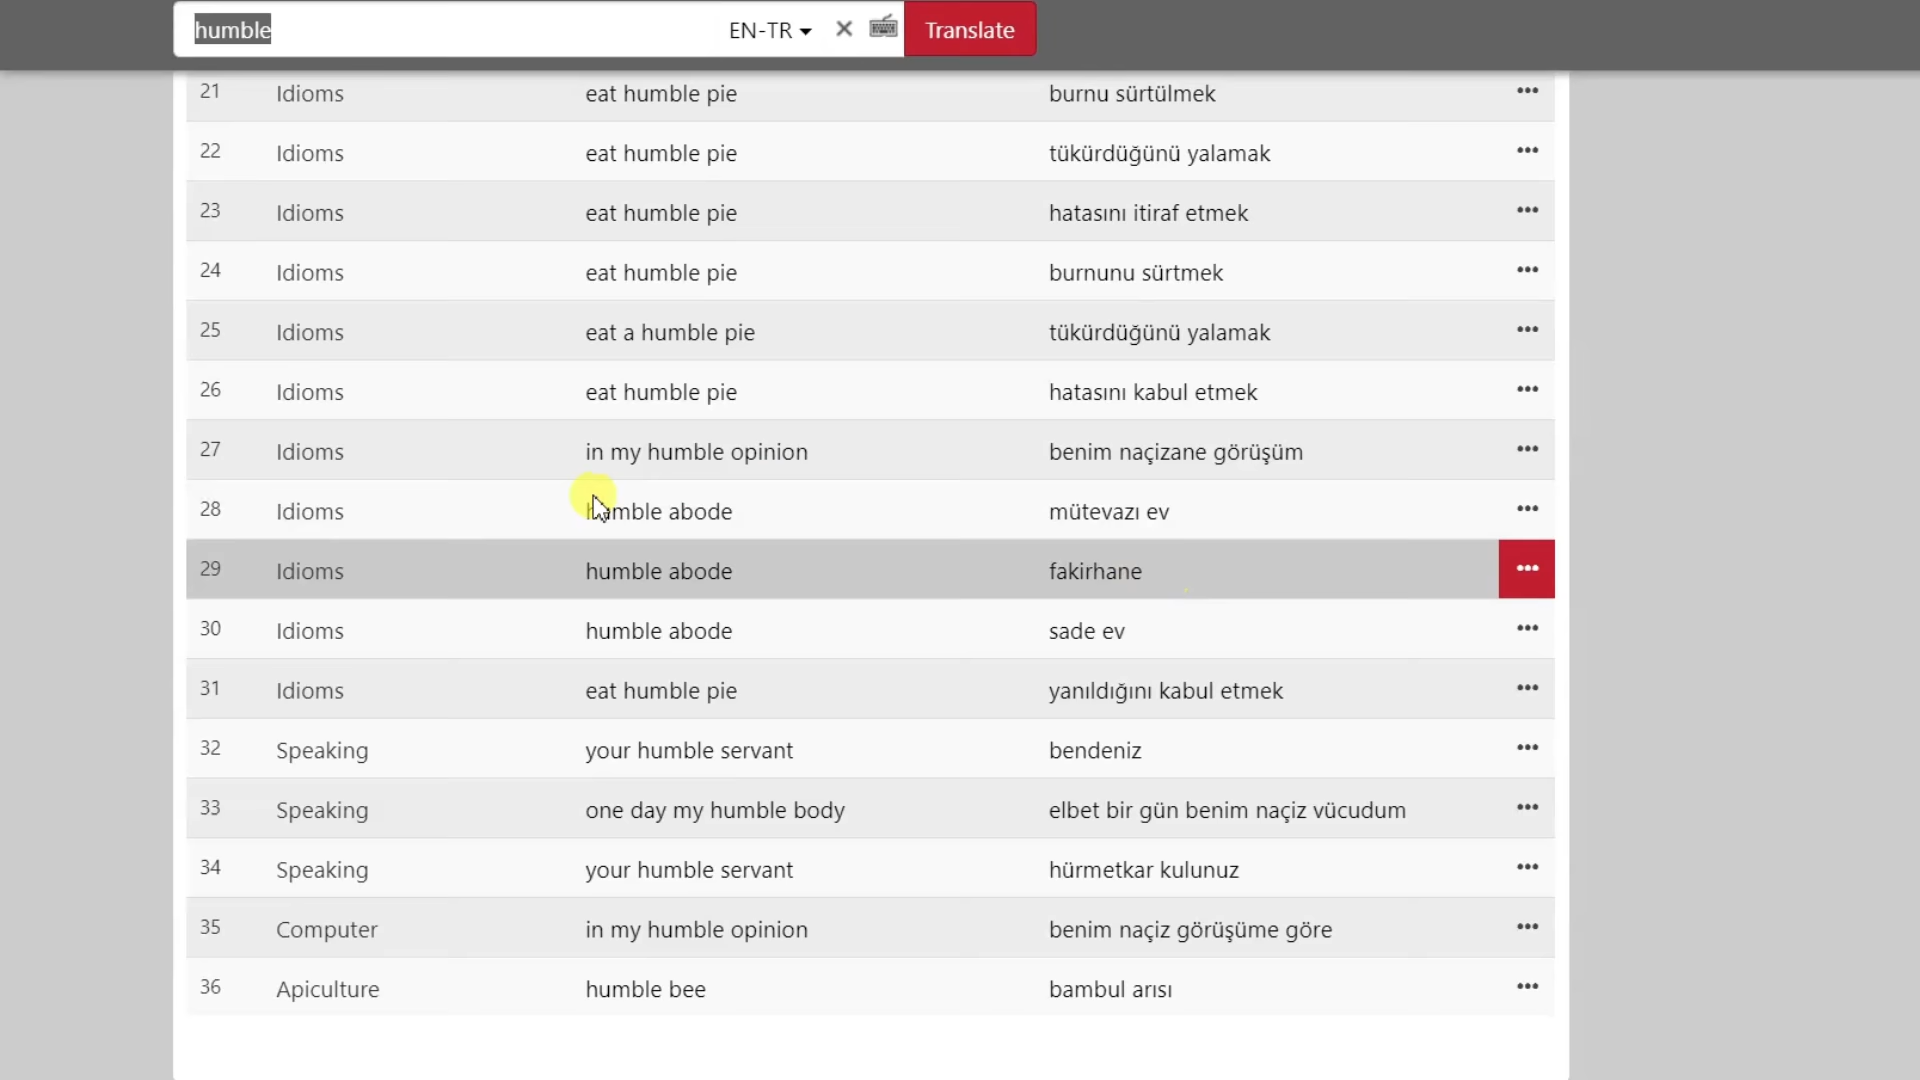 humble EN-TR Translate
21 Idioms eat humble pie burnu sürtülmek
22 Idioms eat humble pie tükürdüğünü yalamak
23 Idioms eat humble pie hatasını itiraf etmek
24 Idioms eat humble pie burnunu sürtmek
25 Idioms eat a humble pie tükürdüğünü yalamak
26 Idioms eat humble pie hatasını kabul etmek
27 Idioms in my humble opinion benim naçizane görüşüm
28 Idioms humble abode mütevazı ev
29 Idioms humble abode fakirhane
30 Idioms humble abode sade ev
31 Idioms eat humble pie yanıldığını kabul etmek
32 Speaking your humble servant bendeniz
33 Speaking one day my humble body elbet bir gün benim naçiz vücudum
34 Speaking your humble servant hürmetkar kulunuz
35 Computer in my humble opinion benim naçiz görüşüme göre
36 Apiculture humble bee bambul arısı